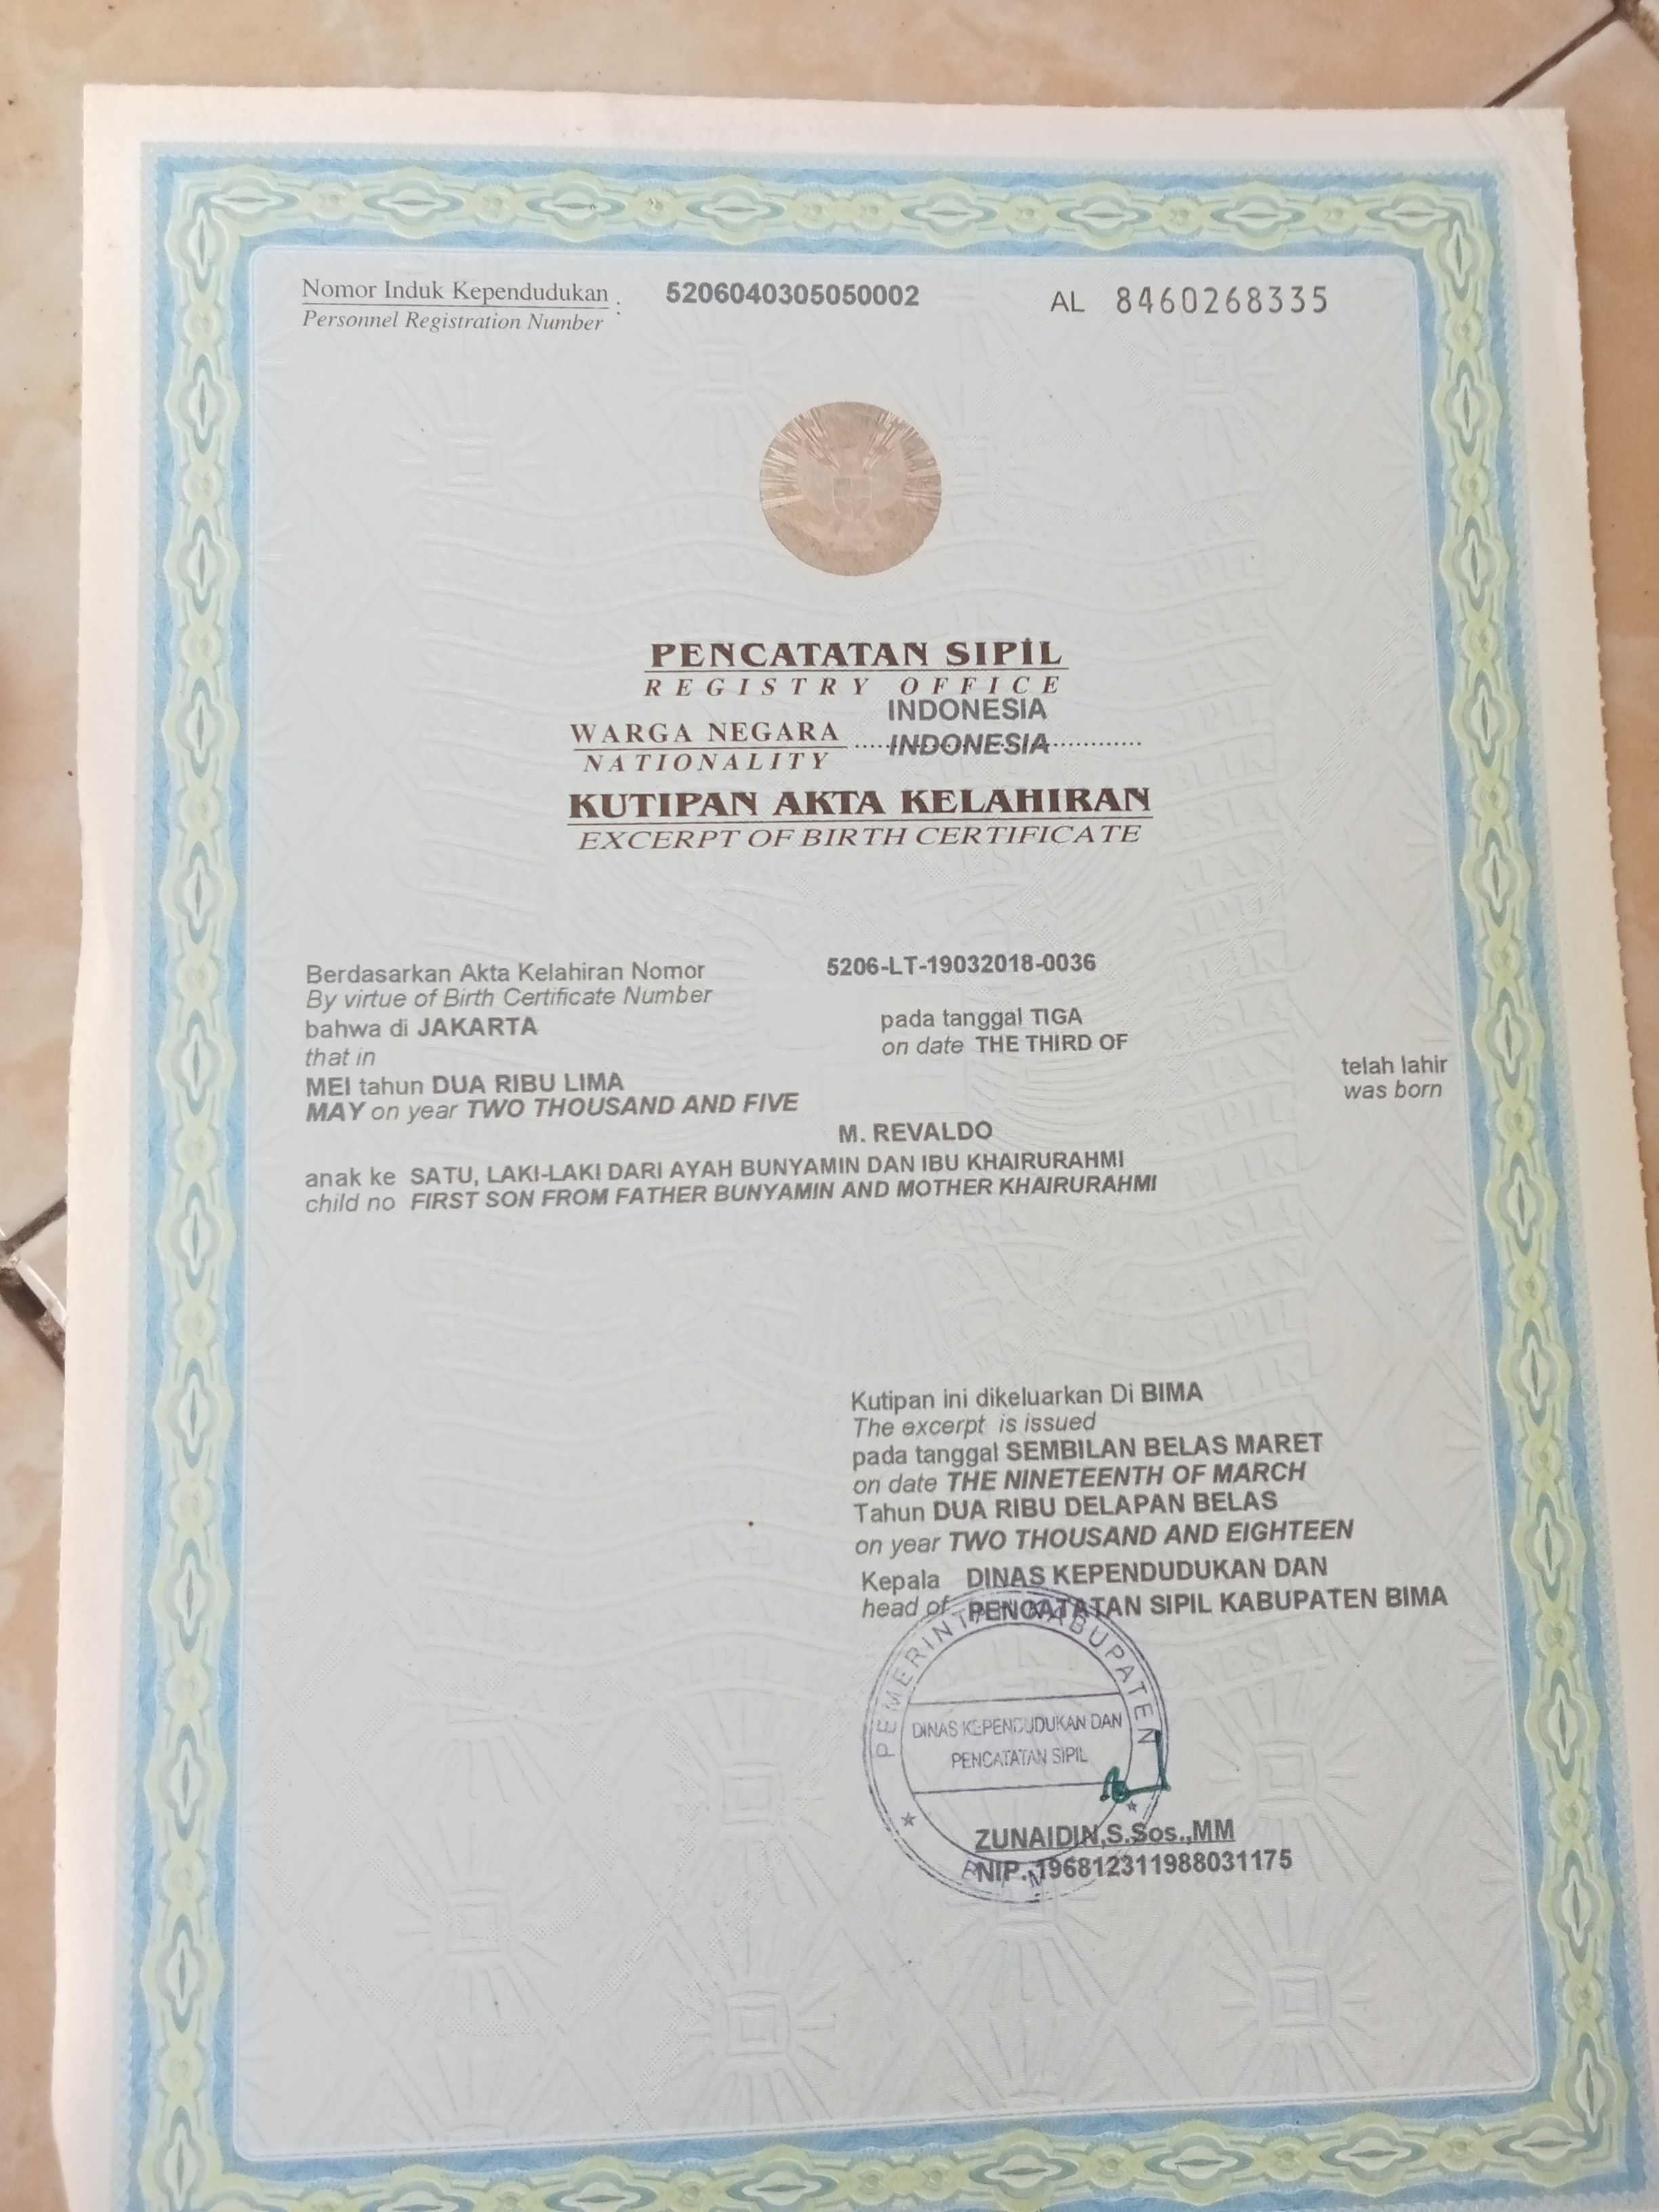 Nomor Induk Kependudukan : 5206040305050002 AL 8460268335
Personnel Registration Number
PENCATATAN SIPIL
REGISTRY OFFICE
INDONESIA
WARGA NEGARA
INDONESIA
NATIONALITY
KUTIPAN AKTA KELAHIRAN
EXCERPT OF BIRTH CERTIFICATE
Berdasarkan Akta Kelahiran Nomor 5206-LT-19032018-0036
By virtue of Birth Certificate Number
bahwa di JAKARTA pada tanggal TIGA
that in on date THE THIRD OF
telah lahir
MEI tahun DUA RIBU LIMA was born
MAY on year TWO THOUSAND AND FIVE
M. REVALDO
anak ke SATU, LAKI-LAKI DARI AYAH BUNYAMIN DAN IBU KHAIRURAHMI
child no FIRST SON FROM FATHER BUNYAMIN AND MOTHER KHAIRURAHMI
Kutipan ini dikeluarkan Di BIMA
The excerpt is issued
pada tanggal SEMBILAN BELAS MARET
on date THE NINETEENTH OF MARCH
Tahun DUA RIBU DELAPAN BELAS
on year TWO THOUSAND AND EIGHTEEN
Kepala DINAS KEPENDUDUKAN DAN
head of PENCATATAN SIPIL KABUPATEN BIMA
PEMERINTAH KABUPATEN
DINAS KEPENDUDUKAN DAN
PENCATATAN SIPIL
BIMA
ZUNAIDIN,S.Sos.,MM
NIP.196812311988031175